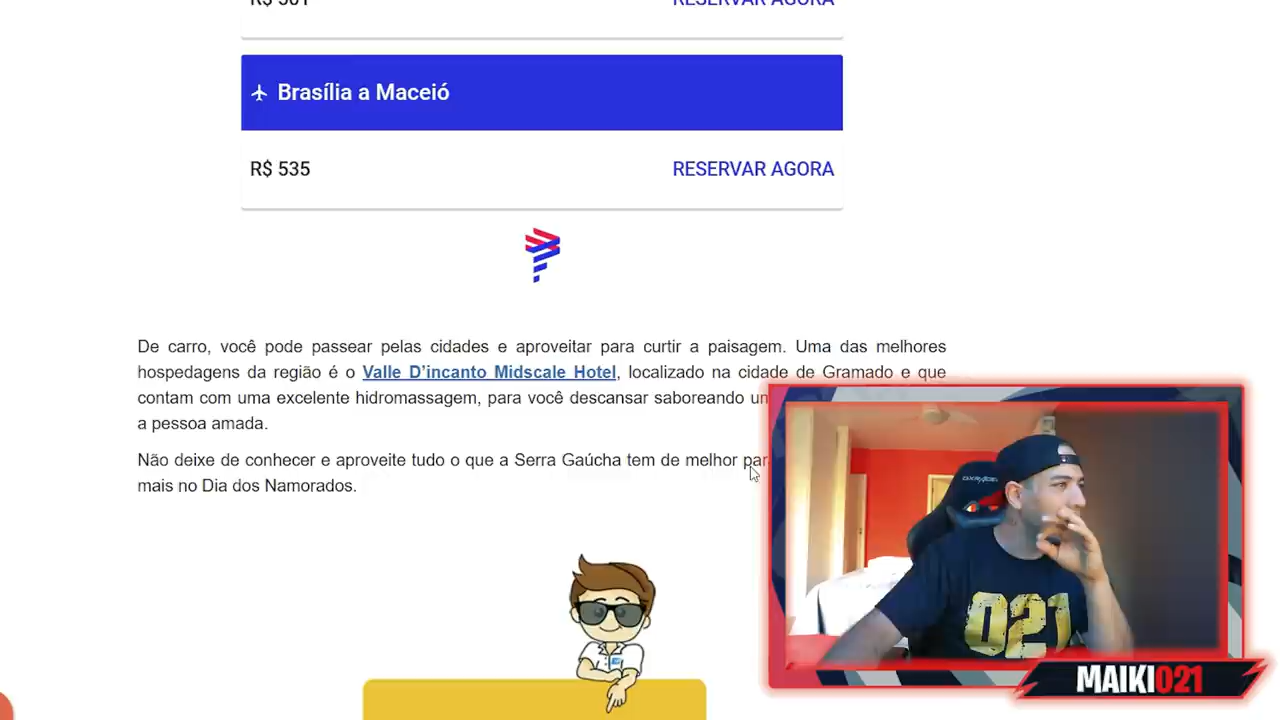 RESERVAR AGORA
Brasília a Maceió
R$ 535
RESERVAR AGORA
De carro, você pode passear pelas cidades e aproveitar para curtir a paisagem. Uma das melhores
hospedagens da região é o Valle D'incanto Midscale Hotel, localizado na cidade de Gramado e que
contam com uma excelente hidromassagem, para você descansar saboreando
a pessoa amada.
Não deixe de conhecer e aproveite tudo o que a Serra Gaúcha tem de melhor
mais no Dia dos Namorados.
021
MAIKI021